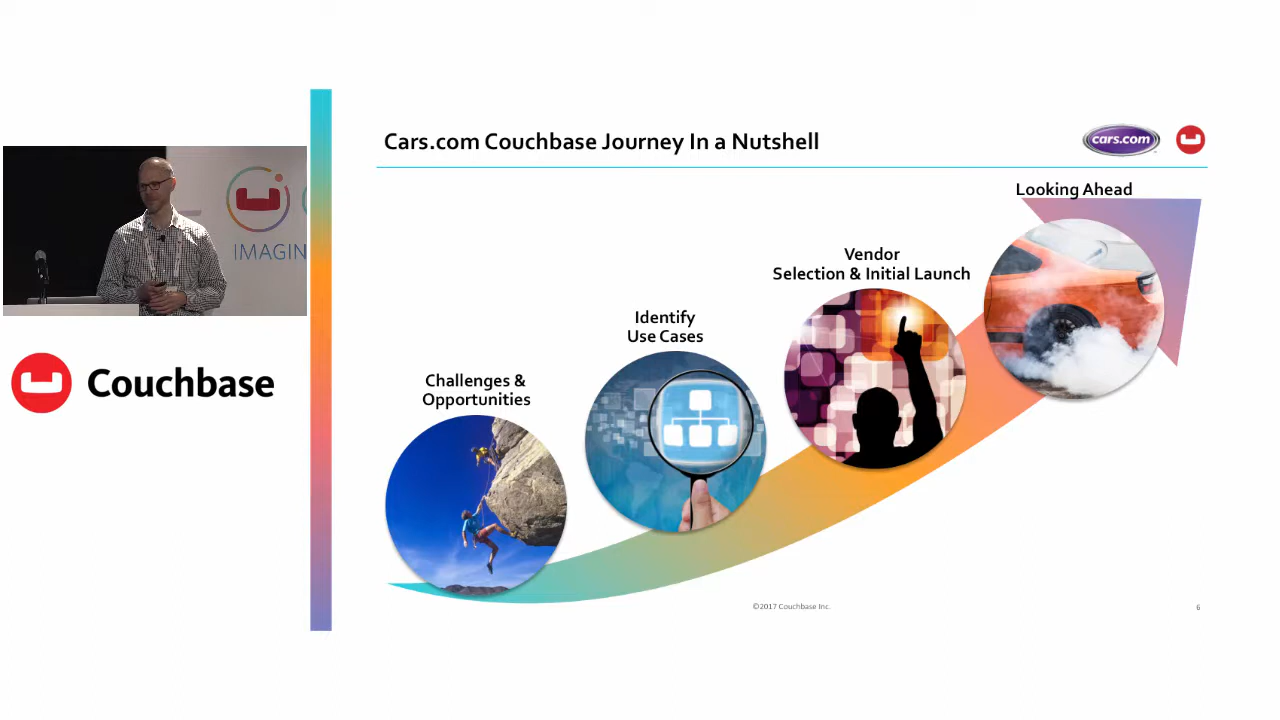 Cars.com Couchbase Journey In a Nutshell
cars.com
Looking Ahead
Vendor
Selection & Initial Launch
Identify
Use Cases
Challenges &
Opportunities
IMAGIN
Couchbase
©2017 Couchbase Inc.
6